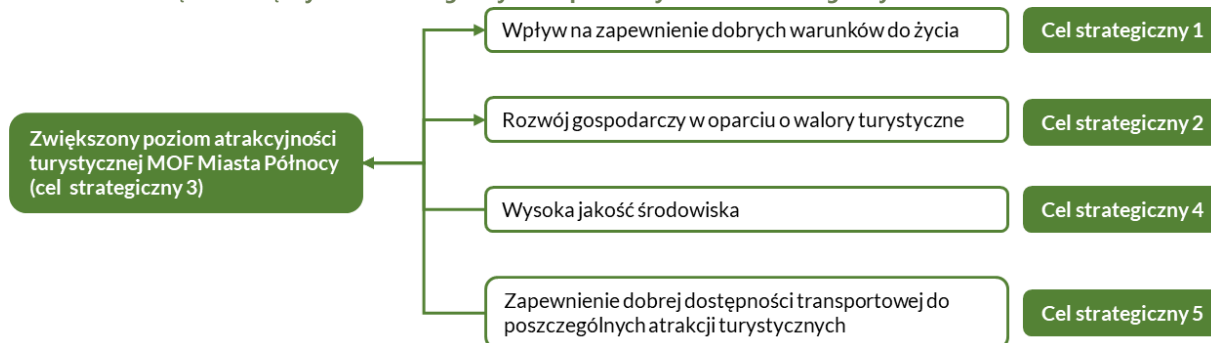 Wpływ na zapewnienie dobrych warunków do życia
Cel strategiczny 1
Rozwój gospodarczy w oparciu o walory turystyczne
Cel strategiczny 2
Zwiększony poziom atrakcyjności
turystycznej MOF Miasta Północy
(cel strategiczny 3)
Wysoka jakość środowiska
Cel strategiczny 4
Zapewnienie dobrej dostępności transportowej do
poszczególnych atrakcji turystycznych
Cel strategiczny 5